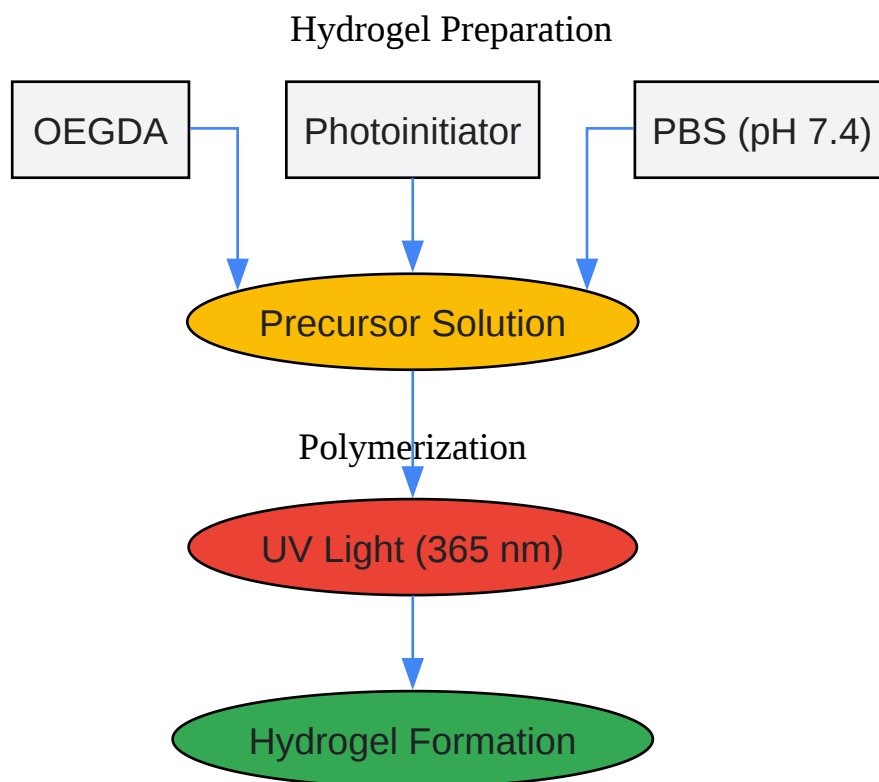 Hydrogel Preparation
OEGDA
Photoinitiator
PBS (pH 7.4)
Precursor Solution
Polymerization
UV Light (365 nm)
Hydrogel Formation